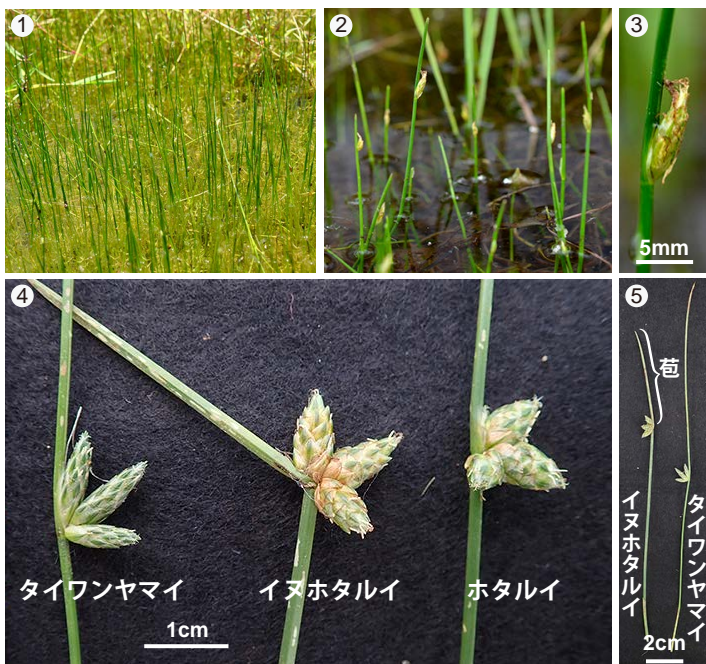 ①
②
③
5mm
④
タイワンヤマイ
イヌホタルイ
ホタルイ
1cm
⑤
苞
イヌホタルイ
タイワンヤマイ
2cm